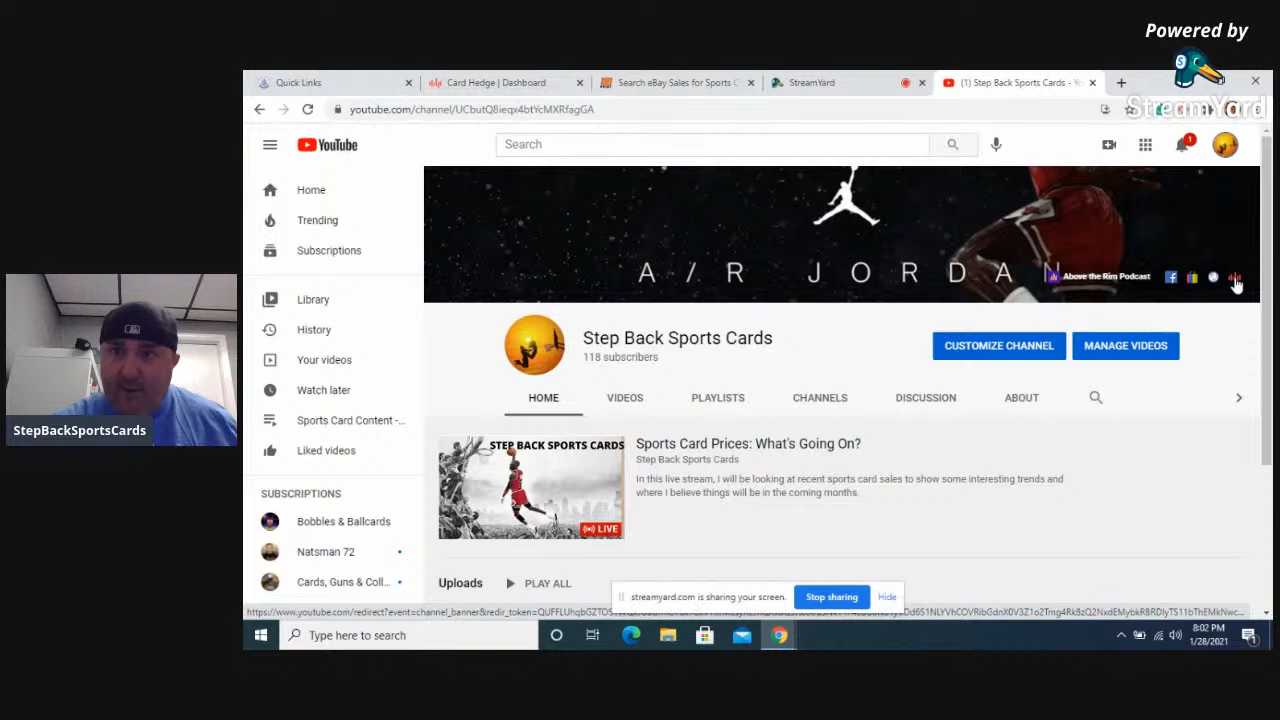 Powered by
StreamYard
Quick Links
Card Hedge | Dashboard
Search eBay Sales for Sports C
StreamYard
(1) Step Back Sports Cards - Yo
youtube.com/channel/UCbutQ8ieqx4btYcMXRfagGA
YouTube
Search
1
Home
Trending
Subscriptions
Library
History
Your videos
Watch later
Sports Card Content -...
Liked videos
SUBSCRIPTIONS
Bobbles & Ballcards
Natsman 72
Cards, Guns & Coll...
A/R JORDAN
Above the Rim Podcast
Step Back Sports Cards
118 subscribers
CUSTOMIZE CHANNEL
MANAGE VIDEOS
HOME
VIDEOS
PLAYLISTS
CHANNELS
DISCUSSION
ABOUT
STEP BACK SPORTS CARDS
LIVE
Sports Card Prices: What's Going On?
Step Back Sports Cards
In this live stream, I will be looking at recent sports card sales to show some interesting trends and
where I believe things will be in the coming months.
Uploads
PLAY ALL
streamyard.com is sharing your screen.
Stop sharing
Hide
Type here to search
8:02 PM
1/28/2021
StepBackSportsCards